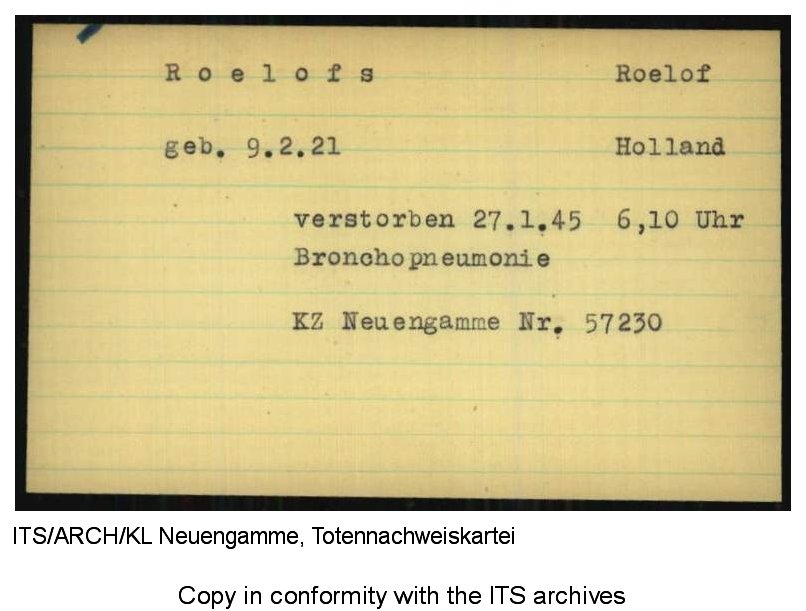 R o e l o f s Roelof
geb. 9.2.21 Holland
verstorben 27.1.45 6,10 Uhr
Bronchopneumonie
KZ Neuengamme Nr. 57230
ITS/ARCH/KL Neuengamme, Totennachweiskartei
Copy in conformity with the ITS archives